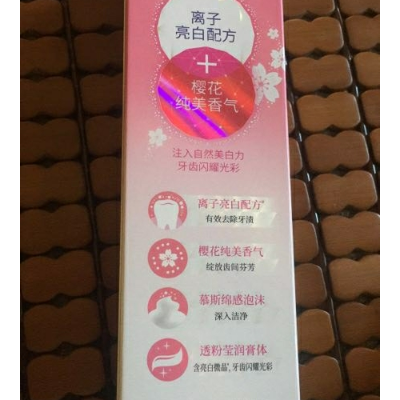 离子
亮白配方
+
樱花
纯美香气
注入自然美白力
牙齿闪耀光彩
离子亮白配方*
有效去除牙渍
樱花纯美香气
绽放齿间芬芳
慕斯绵感泡沫
深入洁净
透粉莹润膏体
含亮白微晶*,牙齿闪耀光彩